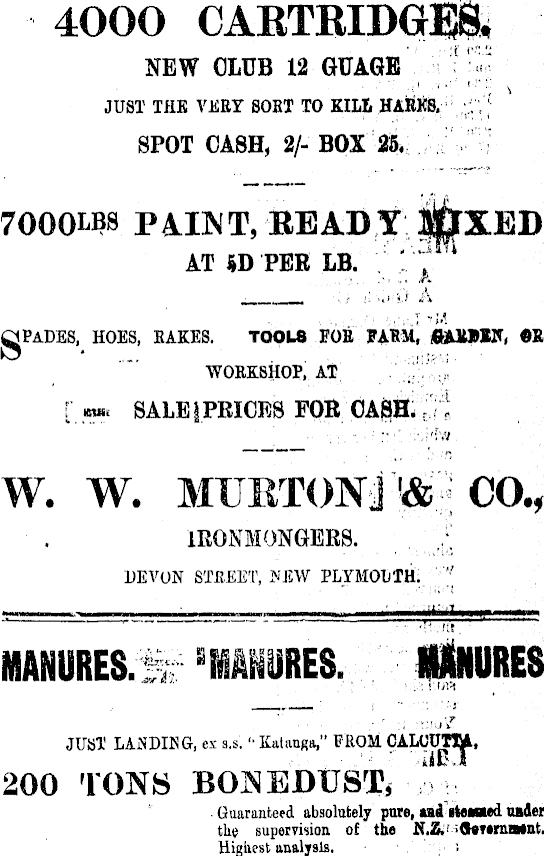 4000 CARTRIDGES.
NEW CLUB 12 GUAGE
JUST THE VERY SORT TO KILL HARES.
SPOT CASH, 2/- BOX 25.
7000LBS PAINT, READY MIXED
AT 5D PER LB.
SPADES, HOES, RAKES. TOOLS FOR FARM, GARDEN, OR
WORKSHOP, AT
SALE PRICES FOR CASH.
W. W. MURTON & CO.,
IRONMONGERS.
DEVON STREET, NEW PLYMOUTH.
MANURES. MANURES. MANURES
JUST LANDING, ex s.s. "Katanga," FROM CALCUTTA,
200 TONS BONEDUST,
Guaranteed absolutely pure, and steamed under
the supervision of the N.Z. Government.
Highest analysis.